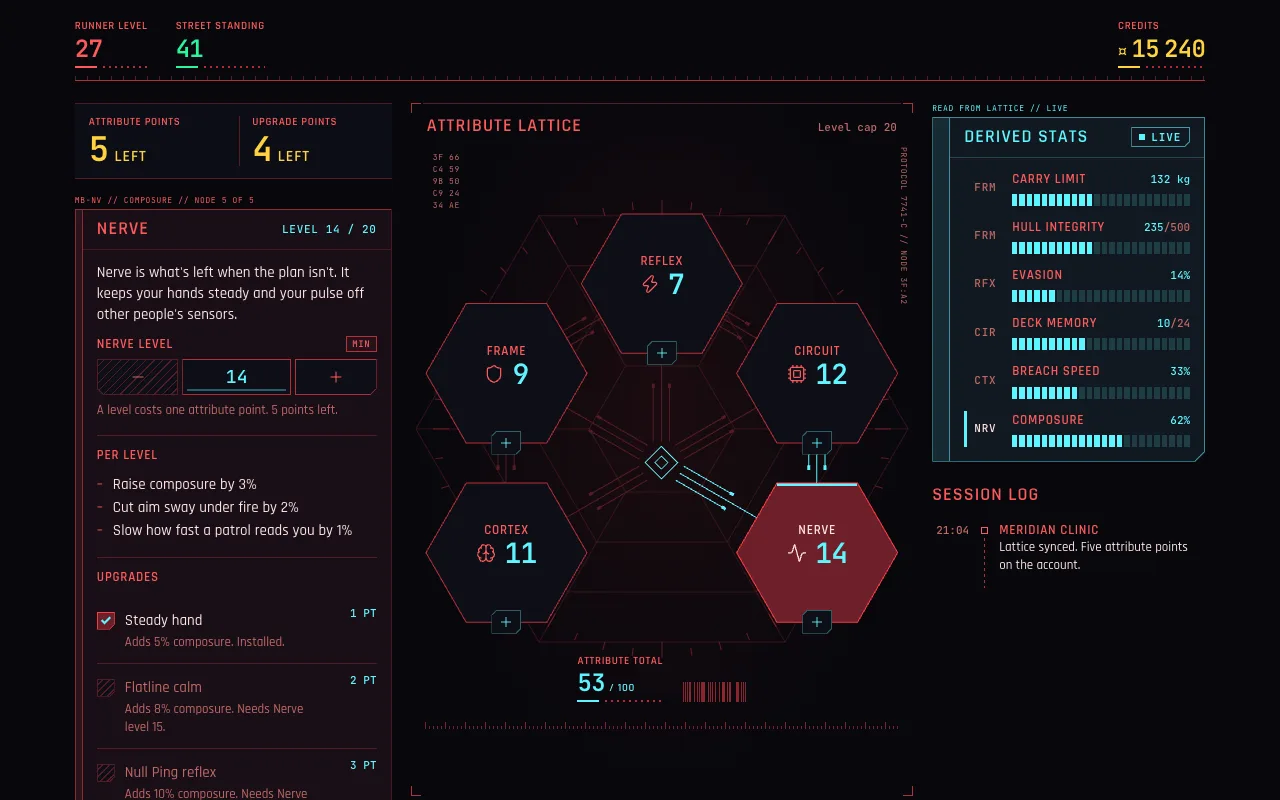 RUNNER LEVEL
27
STREET STANDING
41
CREDITS
¤ 15 240
ATTRIBUTE POINTS
5 LEFT
UPGRADE POINTS
4 LEFT
MB-NV // COMPOSURE // NODE 5 OF 5
NERVE
LEVEL 14 / 20
Nerve is what's left when the plan isn't. It
keeps your hands steady and your pulse off
other people's sensors.
NERVE LEVEL
MIN
− 14 +
A level costs one attribute point. 5 points left.
PER LEVEL
– Raise composure by 3%
– Cut aim sway under fire by 2%
– Slow how fast a patrol reads you by 1%
UPGRADES
Steady hand
1 PT
Adds 5% composure. Installed.
Flatline calm
2 PT
Adds 8% composure. Needs Nerve
level 15.
Null Ping reflex
3 PT
Adds 10% composure. Needs Nerve
ATTRIBUTE LATTICE
Level cap 20
3F 66
C4 59
9B 50
C9 24
34 AE
PROTOCOL 7741-C // NODE 3F:A2
REFLEX
7
+
FRAME
9
+
CIRCUIT
12
+
CORTEX
11
+
NERVE
14
+
ATTRIBUTE TOTAL
53 / 100
READ FROM LATTICE // LIVE
DERIVED STATS
LIVE
FRM CARRY LIMIT 132 kg
FRM HULL INTEGRITY 235/500
RFX EVASION 14%
CIR DECK MEMORY 10/24
CTX BREACH SPEED 33%
NRV COMPOSURE 62%
SESSION LOG
21:04 MERIDIAN CLINIC
Lattice synced. Five attribute points
on the account.